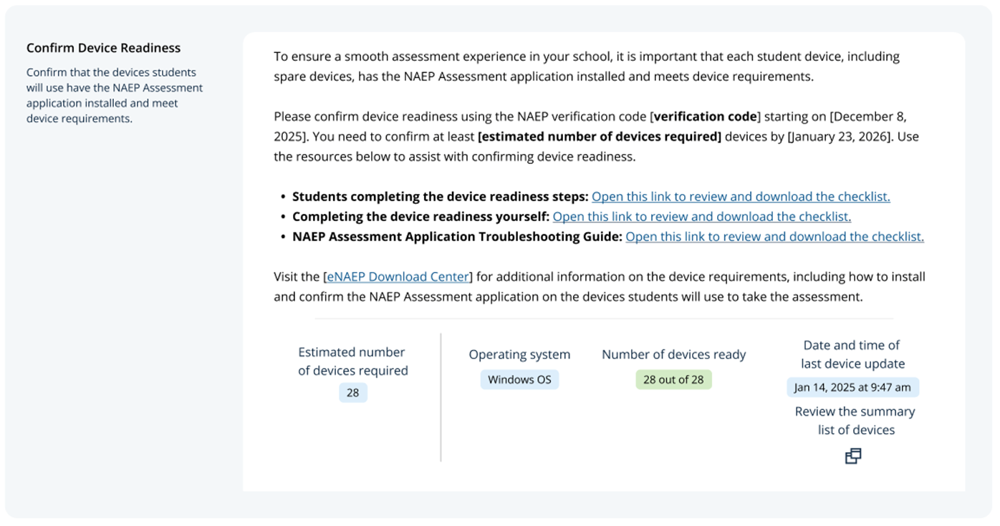 Confirm Device Readiness
Confirm that the devices students
will use have the NAEP Assessment
application installed and meet
device requirements.
To ensure a smooth assessment experience in your school, it is important that each student device, including
spare devices, has the NAEP Assessment application installed and meets device requirements.
Please confirm device readiness using the NAEP verification code [verification code] starting on [December 8,
2025]. You need to confirm at least [estimated number of devices required] devices by [January 23, 2026]. Use
the resources below to assist with confirming device readiness.
• Students completing the device readiness steps: Open this link to review and download the checklist.
• Completing the device readiness yourself: Open this link to review and download the checklist.
• NAEP Assessment Application Troubleshooting Guide: Open this link to review and download the checklist.
Visit the [eNAEP Download Center] for additional information on the device requirements, including how to install
and confirm the NAEP Assessment application on the devices students will use to take the assessment.
Estimated number
of devices required
28
Operating system
Windows OS
Number of devices ready
28 out of 28
Date and time of
last device update
Jan 14, 2025 at 9:47 am
Review the summary
list of devices